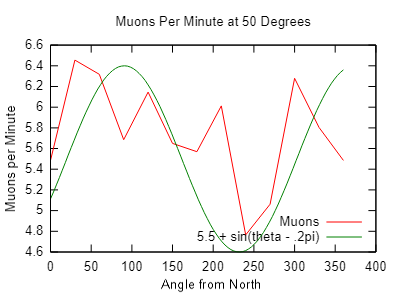 Muons Per Minute at 50 Degrees
6.6
6.4
6.2
6
5.8
5.6
5.4
5.2
5
4.8
4.6
Muons per Minute
Muons
5.5 + sin(theta - .2pi)
0 50 100 150 200 250 300 350 400
Angle from North